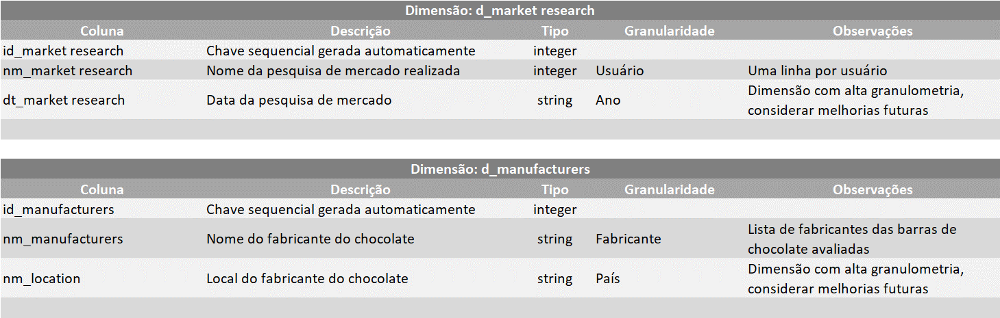 Dimensão: d_market research
Coluna Descrição Tipo Granularidade Observações
id_market research Chave sequencial gerada automaticamente integer
nm_market research Nome da pesquisa de mercado realizada integer Usuário Uma linha por usuário
dt_market research Data da pesquisa de mercado string Ano Dimensão com alta granulometria,
considerar melhorias futuras
Dimensão: d_manufacturers
Coluna Descrição Tipo Granularidade Observações
id_manufacturers Chave sequencial gerada automaticamente integer
nm_manufacturers Nome do fabricante do chocolate string Fabricante Lista de fabricantes das barras de
chocolate avaliadas
nm_location Local do fabricante do chocolate string País Dimensão com alta granulometria,
considerar melhorias futuras